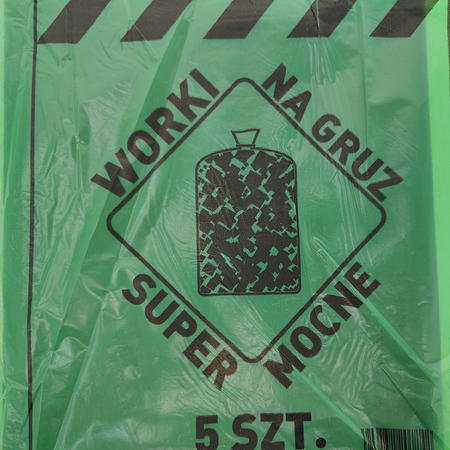 WORKI
NA GRUZ
SUPER
MOCNE
5 SZT.